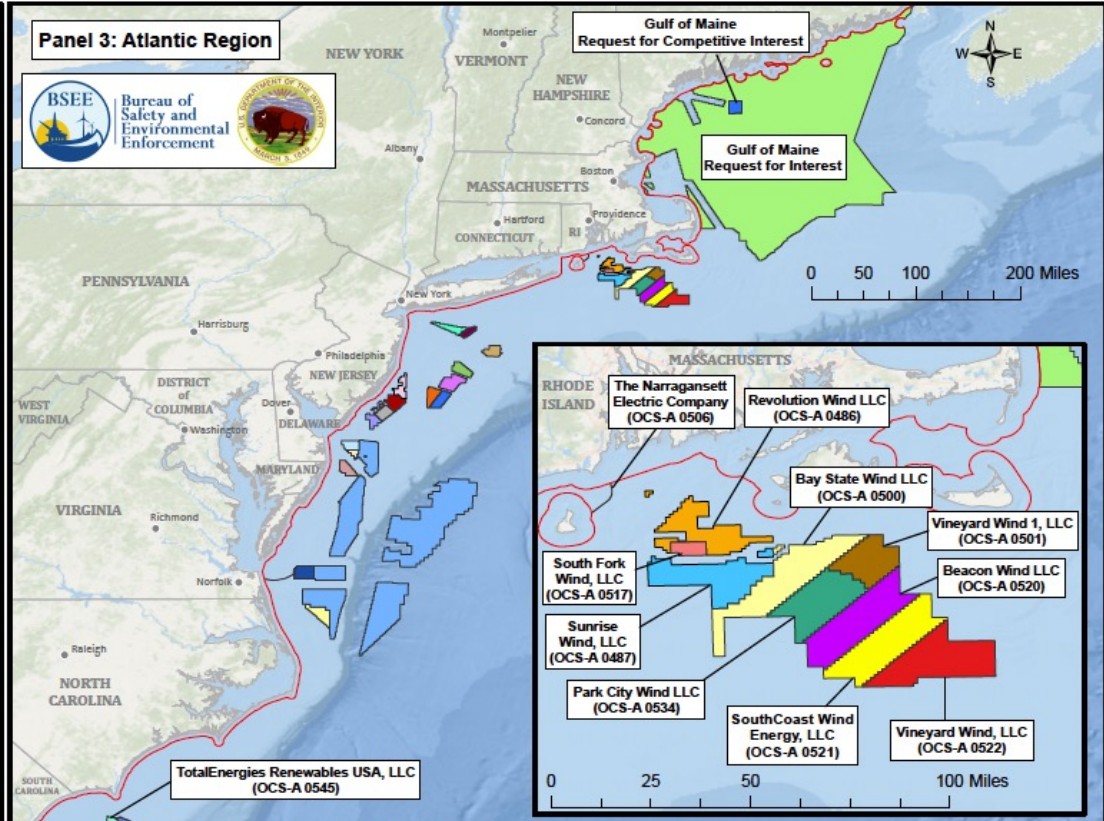 Panel 3: Atlantic Region
BSEE
Bureau of
Safety and
Environmental
Enforcement
U.S. DEPARTMENT OF THE INTERIOR
MARCH 3, 1849
Gulf of Maine
Request for Competitive Interest
N
W
E
S
Gulf of Maine
Request for Interest
NEW YORK
Montpelier
VERMONT
NEW
HAMPSHIRE
Concord
Albany
MASSACHUSETTS
Boston
Hartford
Providence
CONNECTICUT
RI
PENNSYLVANIA
New York
Harrisburg
Philadelphia
NEW JERSEY
DISTRICT
OF
COLUMBIA
Dover
DELAWARE
WEST
VIRGINIA
Washington
MARYLAND
VIRGINIA
Richmond
Norfolk
Raleigh
NORTH
CAROLINA
SOUTH
CAROLINA
0 50 100 200 Miles
TotalEnergies Renewables USA, LLC
(OCS-A 0545)
MASSACHUSETTS
RHODE
ISLAND
The Narragansett
Electric Company
(OCS-A 0506)
Revolution Wind LLC
(OCS-A 0486)
Bay State Wind LLC
(OCS-A 0500)
Vineyard Wind 1, LLC
(OCS-A 0501)
South Fork
Wind, LLC
(OCS-A 0517)
Beacon Wind LLC
(OCS-A 0520)
Sunrise
Wind, LLC
(OCS-A 0487)
Park City Wind LLC
(OCS-A 0534)
SouthCoast Wind
Energy, LLC
(OCS-A 0521)
Vineyard Wind, LLC
(OCS-A 0522)
0 25 50 100 Miles